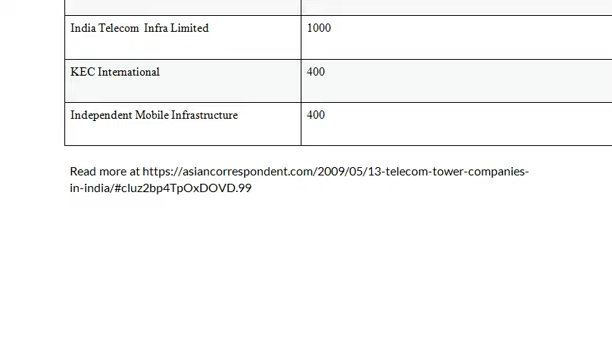 India Telecom Infra Limited 1000
KEC International 400
Independent Mobile Infrastructure 400
Read more at https://asiancorrespondent.com/2009/05/13-telecom-tower-companies-
in-india/#cluz2bp4TpOxDOVD.99